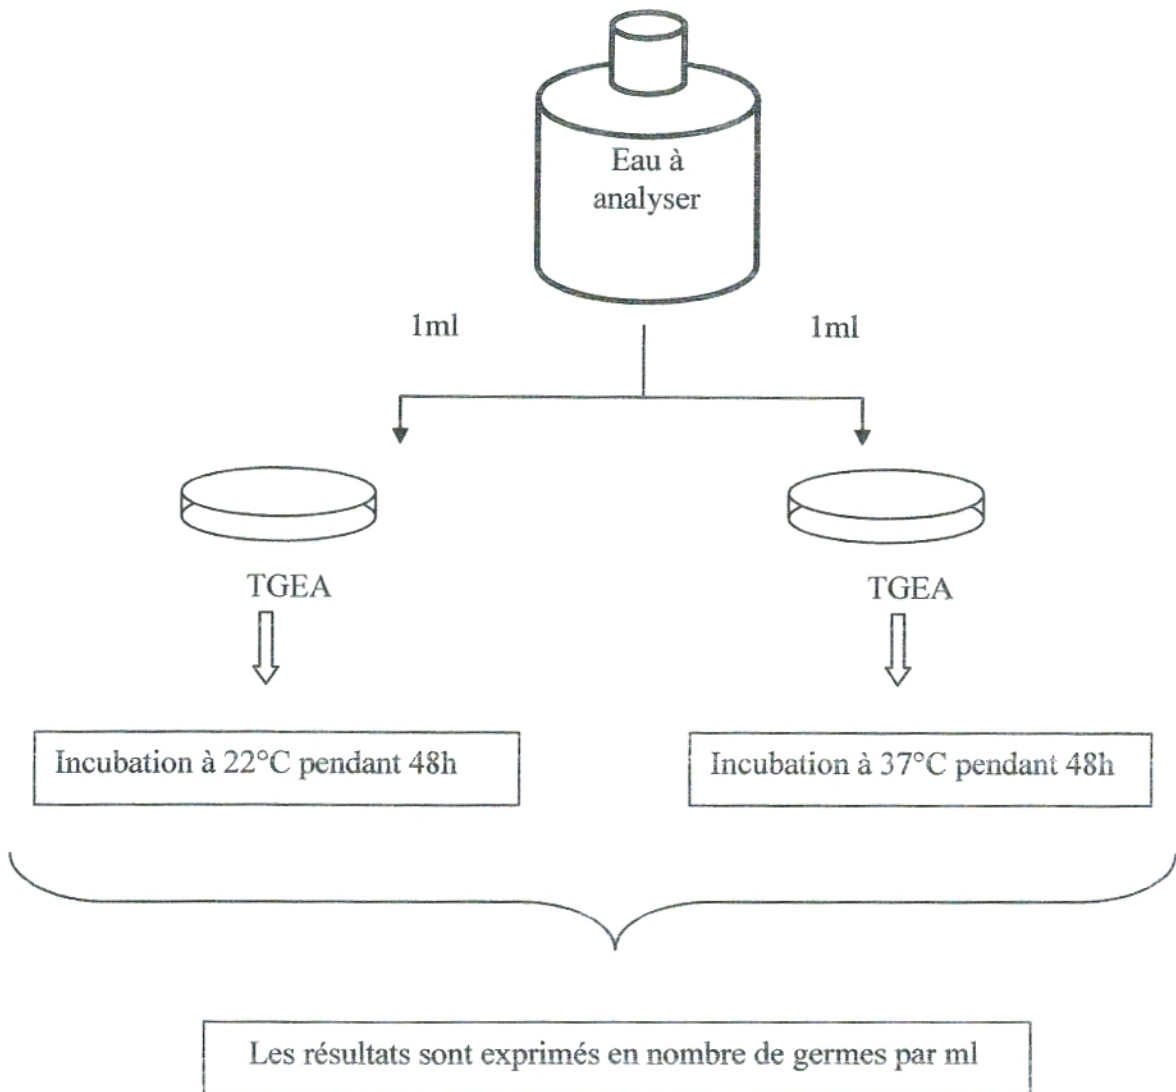 Eau à
analyser
1ml
1ml
TGEA
TGEA
Incubation à 22°C pendant 48h
Incubation à 37°C pendant 48h
Les résultats sont exprimés en nombre de germes par ml